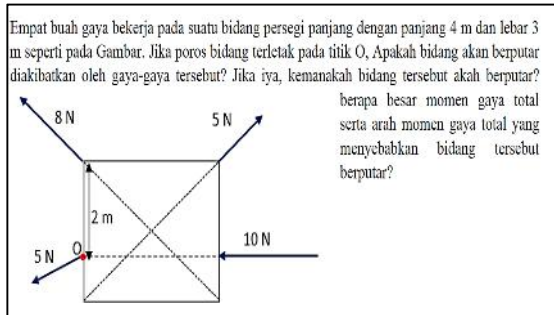 Empat buah gaya bekerja pada suatu bidang persegi panjang dengan panjang 4 m dan lebar 3
m seperti pada Gambar. Jika poros bidang terletak pada titik O, Apakah bidang akan berputar
diakibatkan oleh gaya-gaya tersebut? Jika iya, kemanakah bidang tersebut akah berputar?
berapa besar momen gaya total
serta arah momen gaya total yang
menyebabkan bidang tersebut
berputar?
8 N
5 N
2 m
O
5 N
10 N